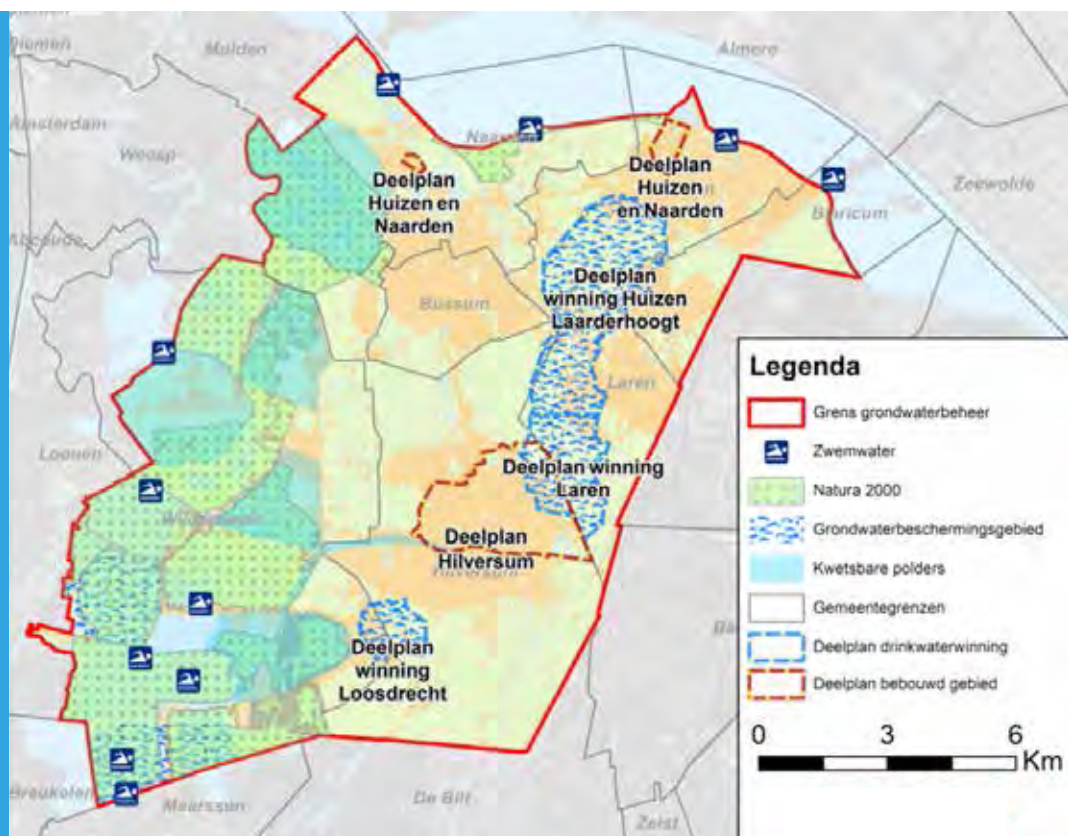 Diemen
Muiden
Almere
Amsterdam
Weesp
Naarden
Zeewolde
Blaricum
Abcoude
Deelplan
Huizen en
Naarden
Deelplan
Huizen
en Naarden
Deelplan
winning Huizen
Laarderhoogt
Bussum
Laren
Loenen
Deelplan winning
Laren
Deelplan
Hilversum
Hilversum
Deelplan
winning
Loosdrecht
Breukelen
Maarssen
De Bilt
Zeist
Legenda
Grens grondwaterbeheer
Zwemwater
Natura 2000
Grondwaterbeschermingsgebied
Kwetsbare polders
Gemeentegrenzen
Deelplan drinkwaterwinning
Deelplan bebouwd gebied
0 3 6
Km